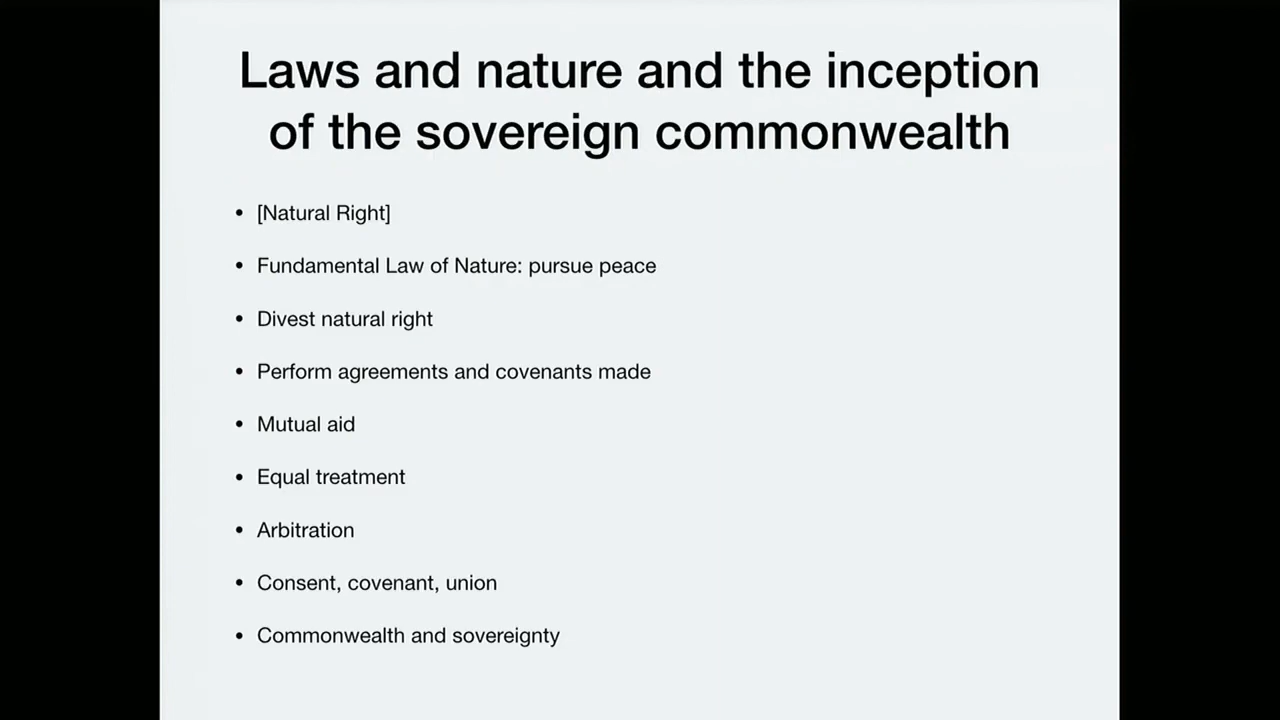 Laws and nature and the inception
of the sovereign commonwealth
• [Natural Right]
• Fundamental Law of Nature: pursue peace
• Divest natural right
• Perform agreements and covenants made
• Mutual aid
• Equal treatment
• Arbitration
• Consent, covenant, union
• Commonwealth and sovereignty